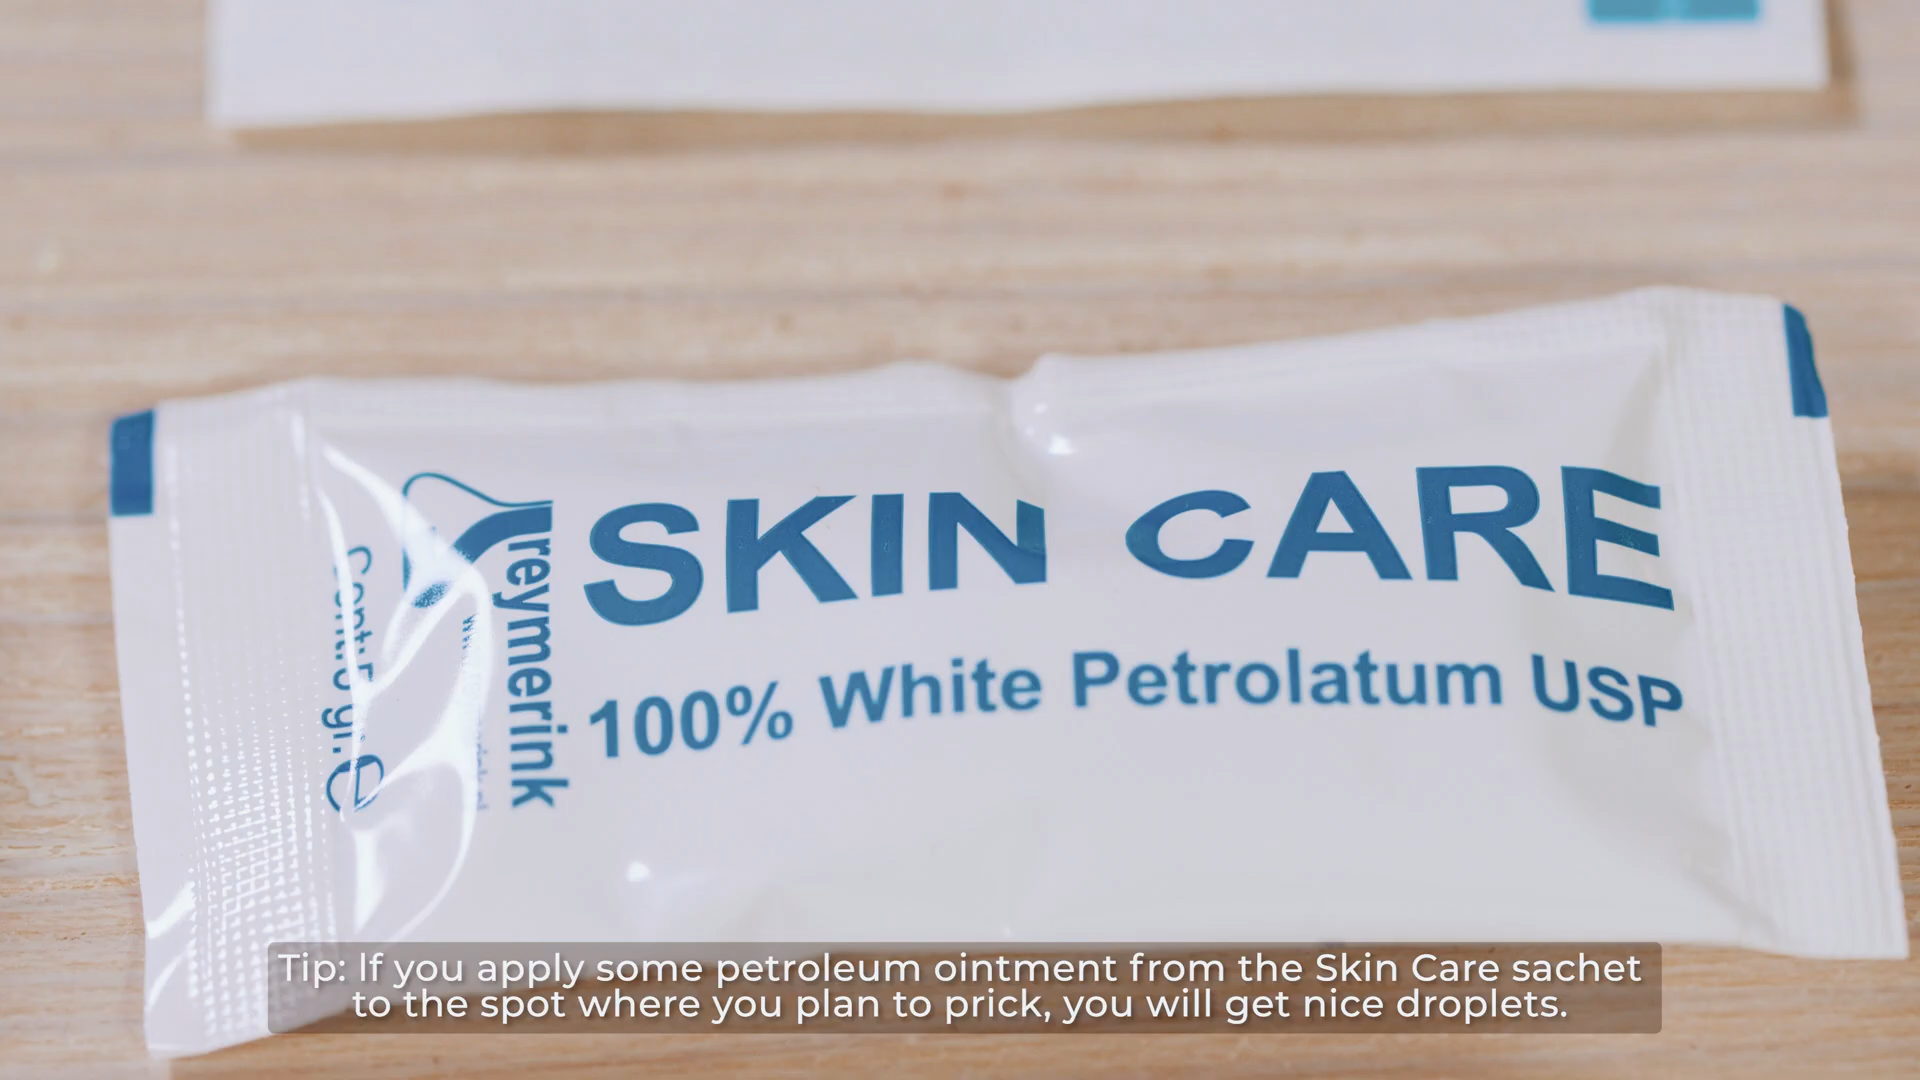 SKIN CARE
100% White Petrolatum USP
reymerink
Tip: If you apply some petroleum ointment from the Skin Care sachet
to the spot where you plan to prick, you will get nice droplets.